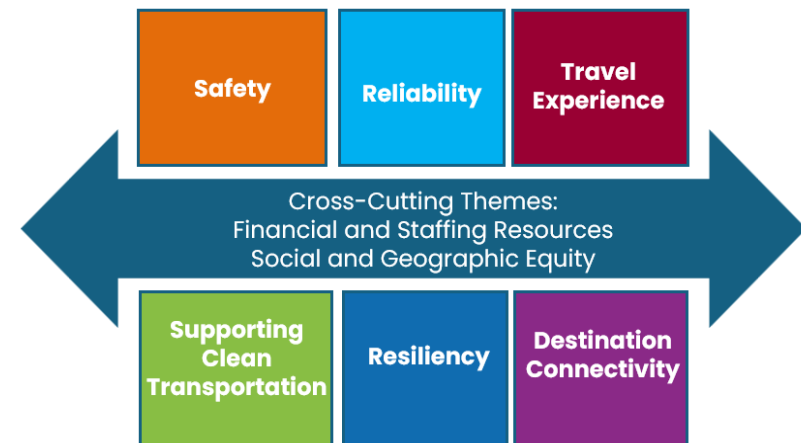 Safety
Reliability
Travel
Experience
Cross-Cutting Themes:
Financial and Staffing Resources
Social and Geographic Equity
Supporting
Clean
Transportation
Resiliency
Destination
Connectivity